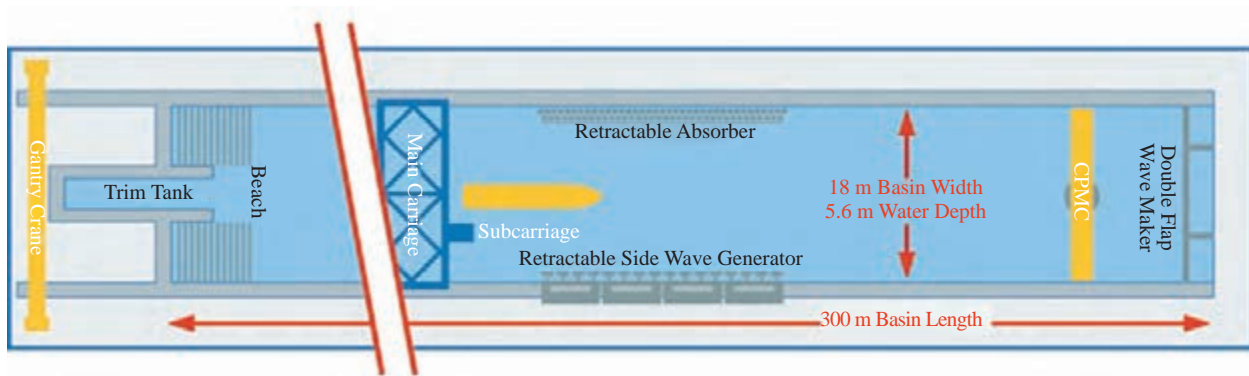 Gantry Crane
Trim Tank
Beach
Main Carriage
Retractable Absorber
Subcarriage
Retractable Side Wave Generator
18 m Basin Width
5.6 m Water Depth
CPMC
Double Flap
Wave Maker
300 m Basin Length